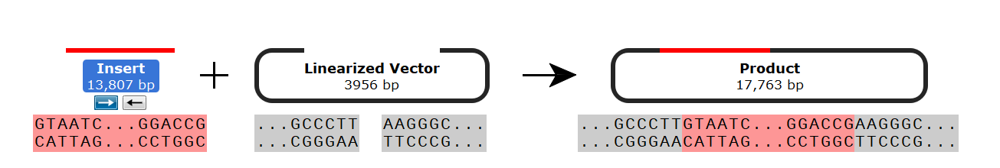 Insert
13,807 bp
+
Linearized Vector
3956 bp
Product
17,763 bp
GTAATC...GGACCG
CATTAG...CCTGGC
...GCCCTT AAGGGC...
...CGGGAA TTCCCG...
...GCCCTTGTAATC...GGACCGAAGGGC...
...CGGGAACATTAG...CCTGGCTTCCCG...